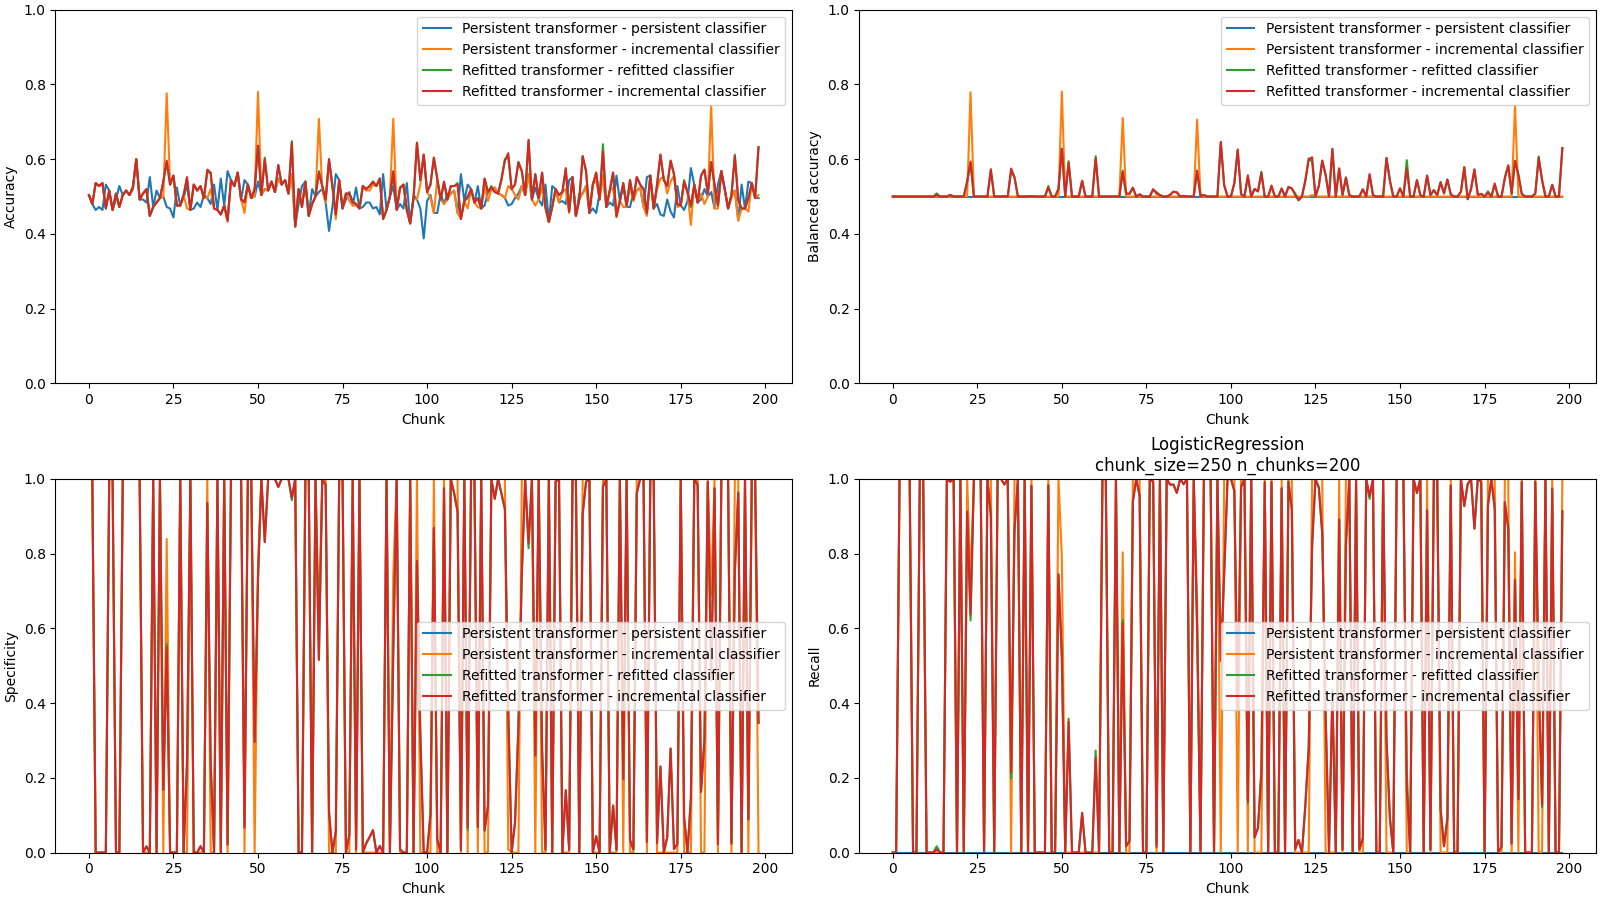 1.0
0.8
0.6
0.4
0.2
0.0
Accuracy
Persistent transformer - persistent classifier
Persistent transformer - incremental classifier
Refitted transformer - refitted classifier
Refitted transformer - incremental classifier
0 25 50 75 100 125 150 175 200
Chunk
1.0
0.8
0.6
0.4
0.2
0.0
Balanced accuracy
Persistent transformer - persistent classifier
Persistent transformer - incremental classifier
Refitted transformer - refitted classifier
Refitted transformer - incremental classifier
0 25 50 75 100 125 150 175 200
Chunk
1.0
0.8
0.6
0.4
0.2
0.0
Specificity
Persistent transformer - persistent classifier
Persistent transformer - incremental classifier
Refitted transformer - refitted classifier
Refitted transformer - incremental classifier
0 25 50 75 100 125 150 175 200
Chunk
LogisticRegression
chunk_size=250 n_chunks=200
1.0
0.8
0.6
0.4
0.2
0.0
Recall
Persistent transformer - persistent classifier
Persistent transformer - incremental classifier
Refitted transformer - refitted classifier
Refitted transformer - incremental classifier
0 25 50 75 100 125 150 175 200
Chunk